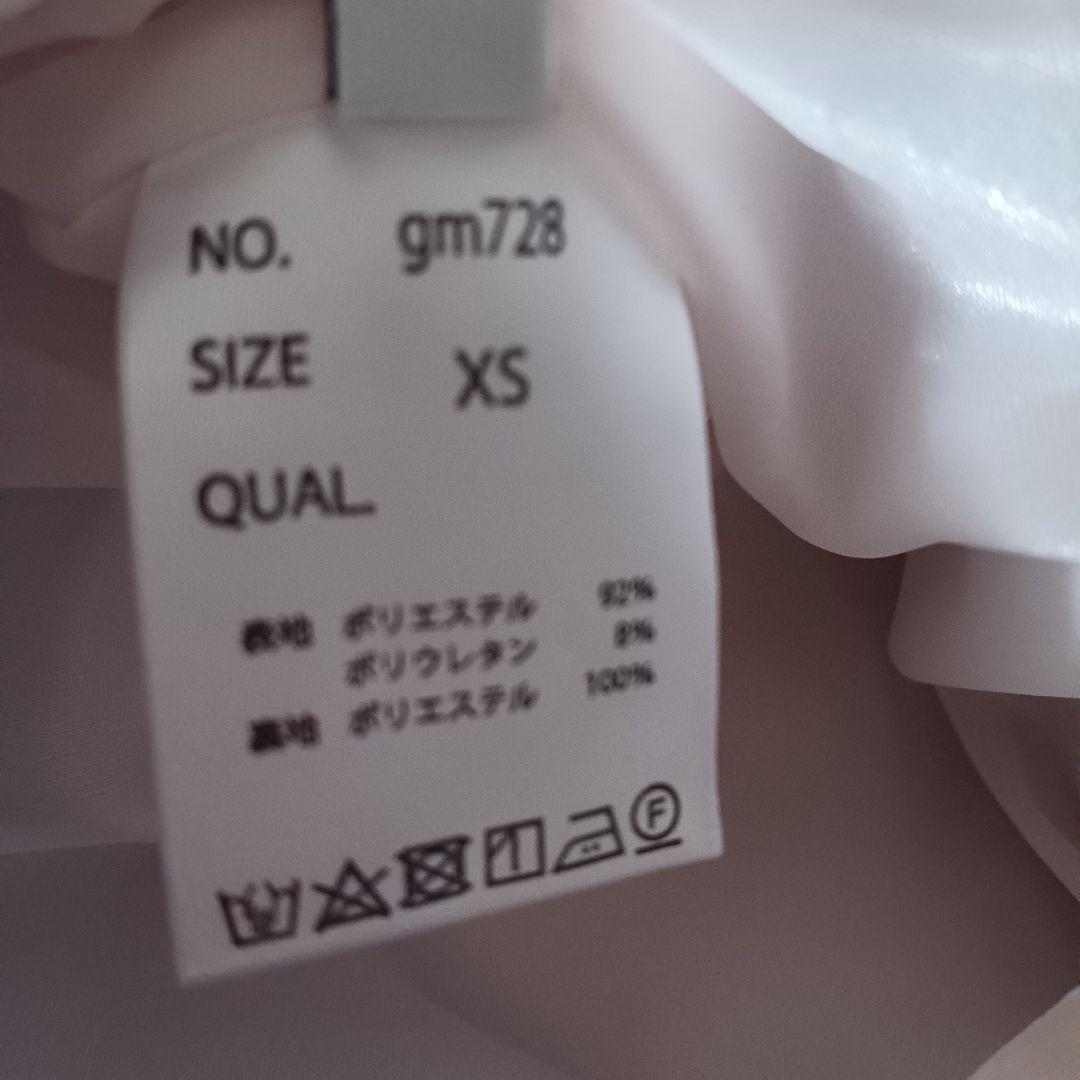 NO. gm728
SIZE XS
QUAL.
表地 ポリエステル 92%
ポリウレタン 8%
裏地 ポリエステル 100%
F